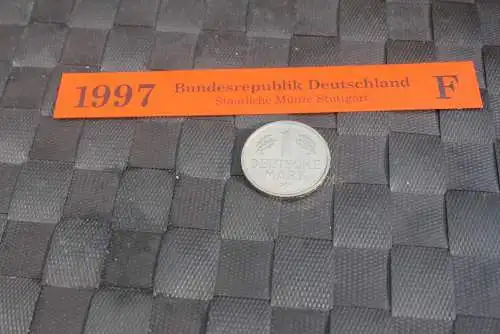 1997 Bundesrepublik Deutschland F
Staatliche Münze Stuttgart
1
DEUTSCHE
MARK